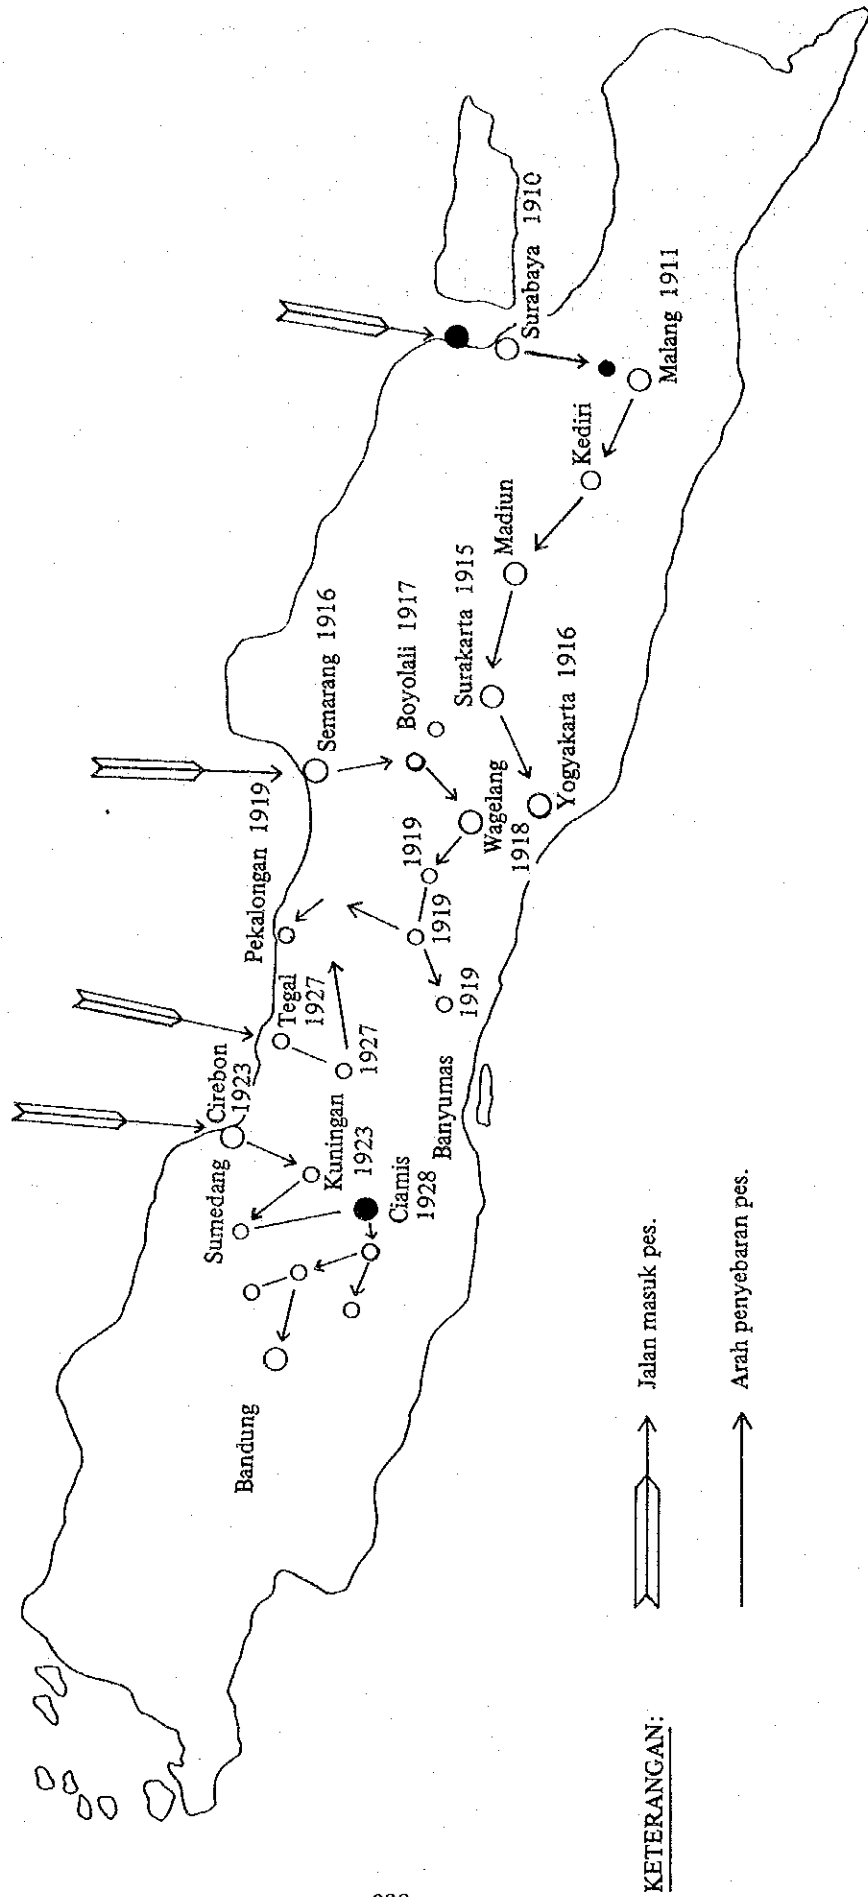 Surabaya 1910
Malang 1911
Kediri
Madiun
Surakarta 1915
Yogyakarta 1916
Semarang 1916
Boyolali 1917
Wagelang
1918
1919
1919
1919
Pekalongan 1919
Tegal
1927
1927
Cirebon
1923
Kuningan
1923
Sumedang
Ciamis
1928
Banyumas
Bandung
KETERANGAN:
Jalan masuk pes.
Arah penyebaran pes.